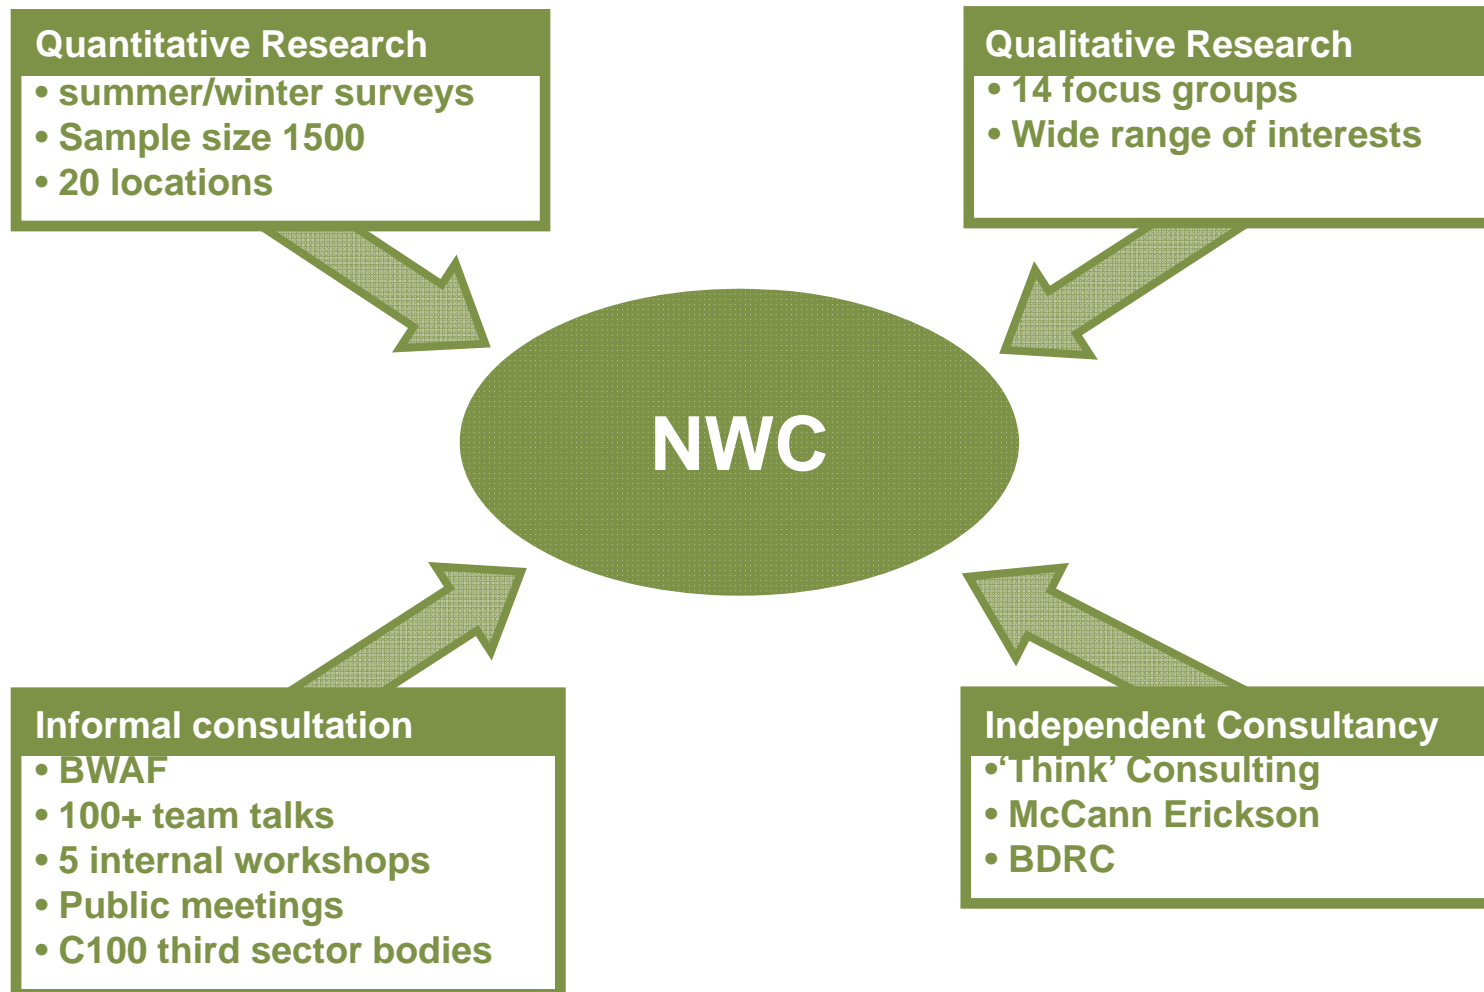 Quantitative Research
• summer/winter surveys
• Sample size 1500
• 20 locations
Qualitative Research
• 14 focus groups
• Wide range of interests
NWC
Informal consultation
• BWAF
• 100+ team talks
• 5 internal workshops
• Public meetings
• C100 third sector bodies
Independent Consultancy
•‘Think’ Consulting
• McCann Erickson
• BDRC